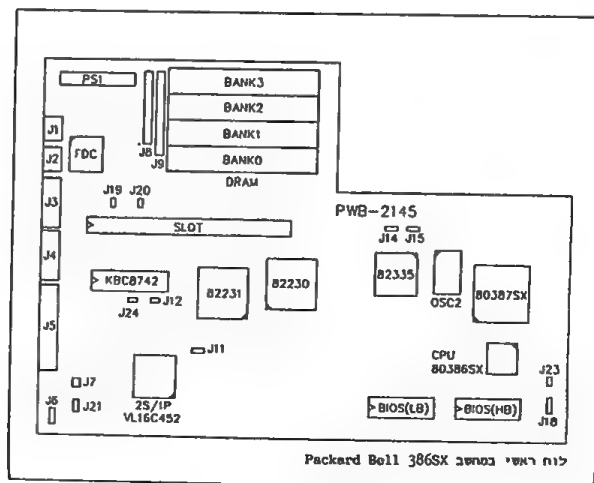 PS1
BANK3
BANK2
BANK1
BANK0
DRAM
J1
J2
FDC
J8
J9
J3
J19
J20
SLOT
PWB-2145
J14
J15
J4
KBC8742
J24
J12
82231
82230
82335
OSC2
80387SX
J5
J11
CPU
80386SX
J23
J7
J6
J21
2S/1P
VL16C452
BIOS(LB)
BIOS(HB)
J18
לוח ראשי במחשב Packard Bell 386SX